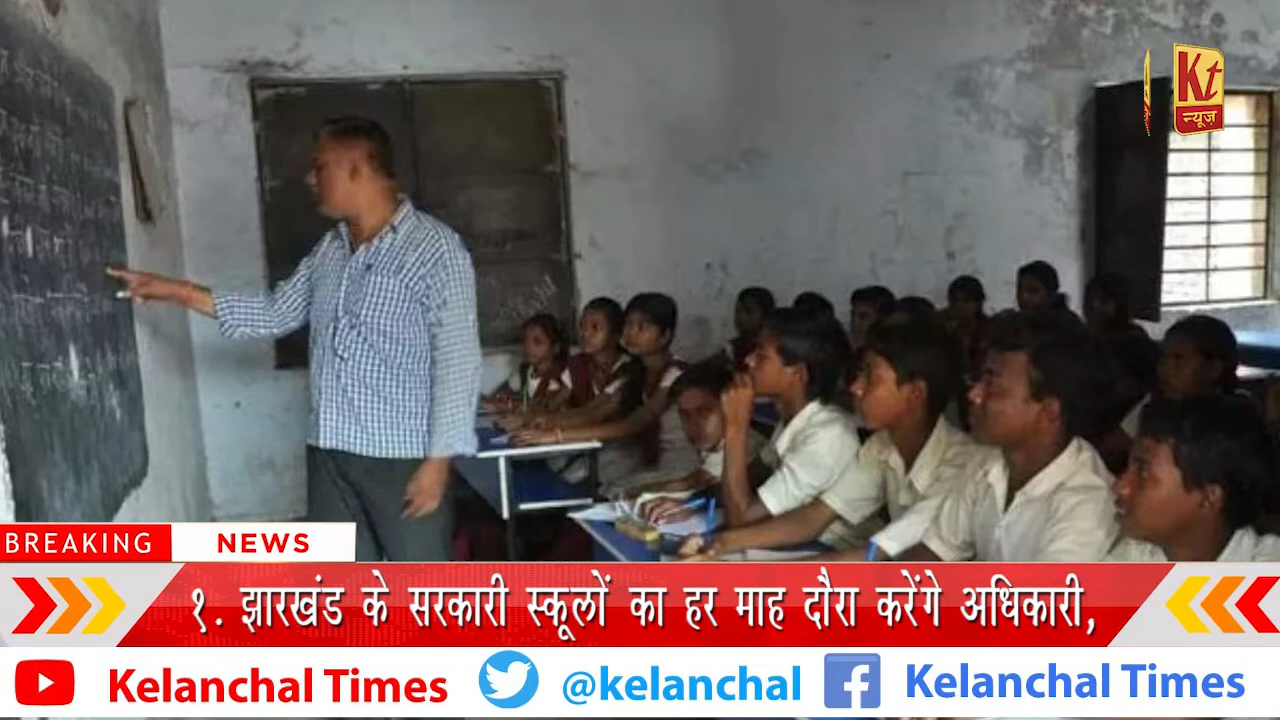 Kt
न्यूज़
BREAKING NEWS
१. झारखंड के सरकारी स्कूलों का हर माह दौरा करेंगे अधिकारी,
Kelanchal Times @kelanchal Kelanchal Times